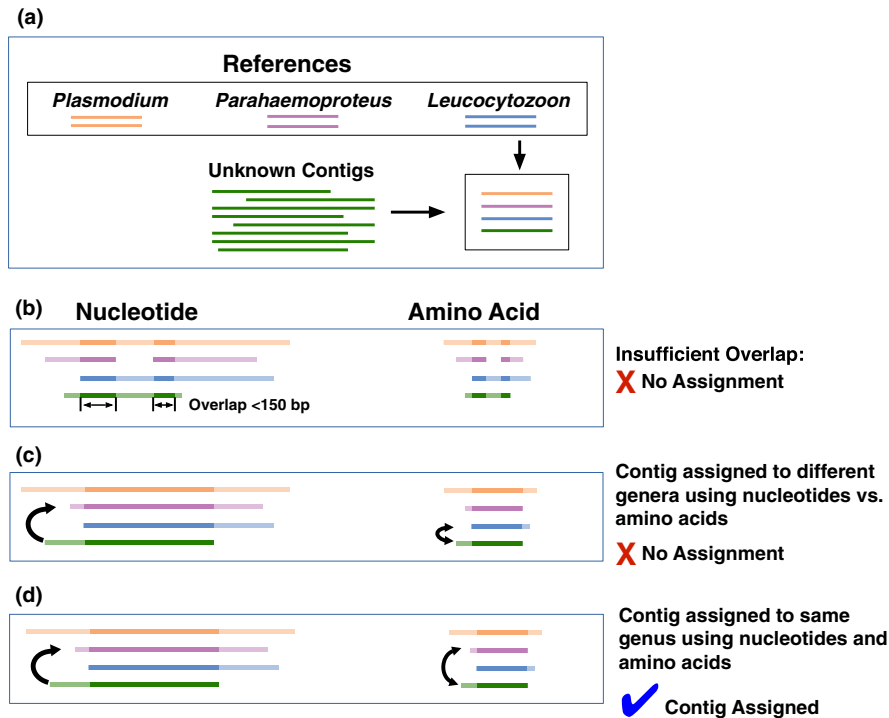 (a)
References
Plasmodium Parahaemoproteus Leucocytozoon
Unknown Contigs
(b)
Nucleotide Amino Acid
Overlap <150 bp
Insufficient Overlap:
X No Assignment
(c)
Contig assigned to different
genera using nucleotides vs.
amino acids
X No Assignment
(d)
Contig assigned to same
genus using nucleotides and
amino acids
✔ Contig Assigned